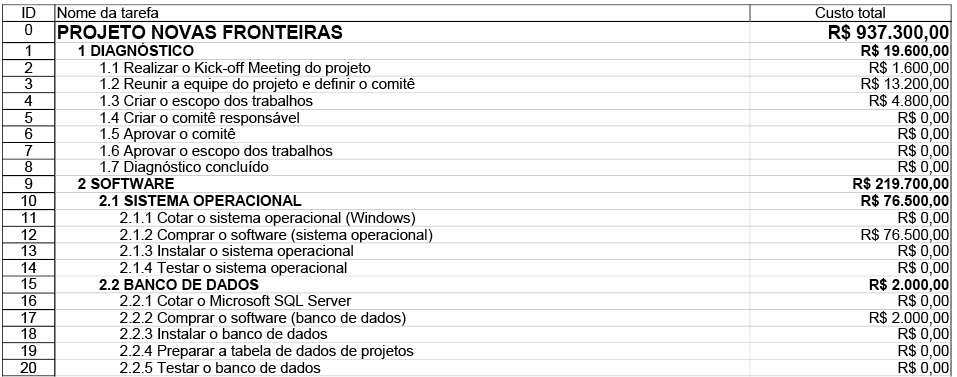 ID Nome da tarefa Custo total
0 PROJETO NOVAS FRONTEIRAS R$ 937.300,00
1 1 DIAGNÓSTICO R$ 19.600,00
2 1.1 Realizar o Kick-off Meeting do projeto R$ 1.600,00
3 1.2 Reunir a equipe do projeto e definir o comitê R$ 13.200,00
4 1.3 Criar o escopo dos trabalhos R$ 4.800,00
5 1.4 Criar o comitê responsável R$ 0,00
6 1.5 Aprovar o comitê R$ 0,00
7 1.6 Aprovar o escopo dos trabalhos R$ 0,00
8 1.7 Diagnóstico concluído R$ 0,00
9 2 SOFTWARE R$ 219.700,00
10 2.1 SISTEMA OPERACIONAL R$ 76.500,00
11 2.1.1 Cotar o sistema operacional (Windows) R$ 0,00
12 2.1.2 Comprar o software (sistema operacional) R$ 76.500,00
13 2.1.3 Instalar o sistema operacional R$ 0,00
14 2.1.4 Testar o sistema operacional R$ 0,00
15 2.2 BANCO DE DADOS R$ 2.000,00
16 2.2.1 Cotar o Microsoft SQL Server R$ 0,00
17 2.2.2 Comprar o software (banco de dados) R$ 2.000,00
18 2.2.3 Instalar o banco de dados R$ 0,00
19 2.2.4 Preparar a tabela de dados de projetos R$ 0,00
20 2.2.5 Testar o banco de dados R$ 0,00